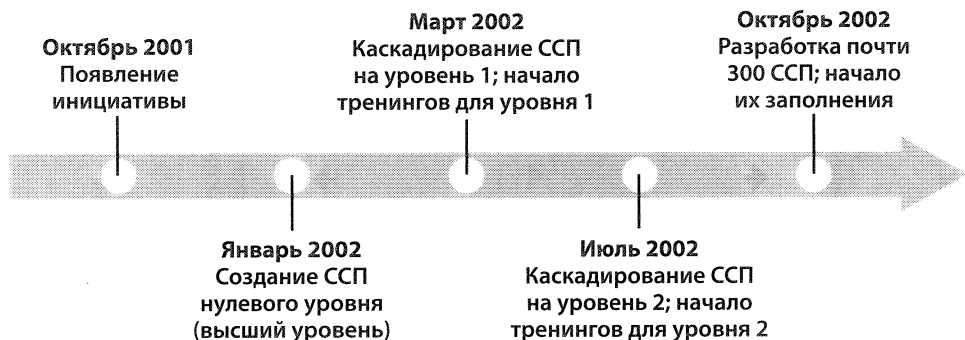 Октябрь 2001
Появление
инициативы
Январь 2002
Создание ССП
нулевого уровня
(высший уровень)
Март 2002
Каскадирование ССП
на уровень 1; начало
тренингов для уровня 1
Июль 2002
Каскадирование ССП
на уровень 2; начало
тренингов для уровня 2
Октябрь 2002
Разработка почти
300 ССП; начало
их заполнения